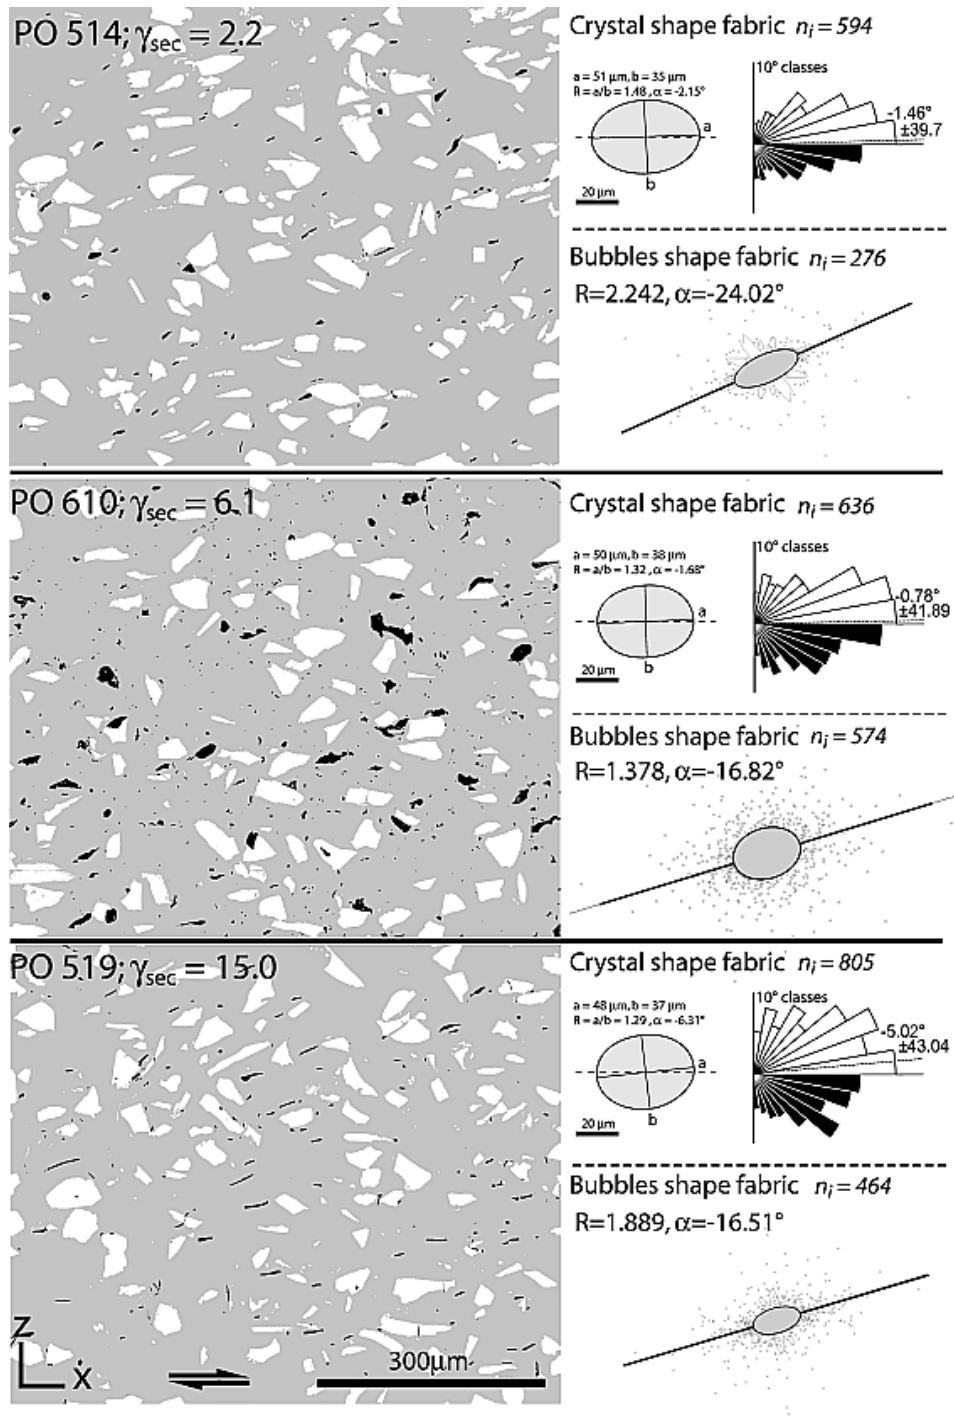 PO 514; γsec = 2.2
Crystal shape fabric ni = 594
a = 51 μm, b = 35 μm
R = a/b = 1.48, α = -2.15°
a
b
20 μm
10° classes
-1.46°
±39.7
Bubbles shape fabric ni = 276
R=2.242, α=-24.02°
PO 610; γsec = 6.1
Crystal shape fabric ni = 636
a = 50 μm, b = 38 μm
R = a/b = 1.32, α = -1.68°
a
b
20 μm
10° classes
-0.78°
±41.89
Bubbles shape fabric ni = 574
R=1.378, α=-16.82°
PO 519; γsec = 15.0
Crystal shape fabric ni = 805
a = 48 μm, b = 37 μm
R = a/b = 1.29, α = -6.31°
a
b
20 μm
10° classes
-5.02°
±43.04
Bubbles shape fabric ni = 464
R=1.889, α=-16.51°
Z
X
300μm